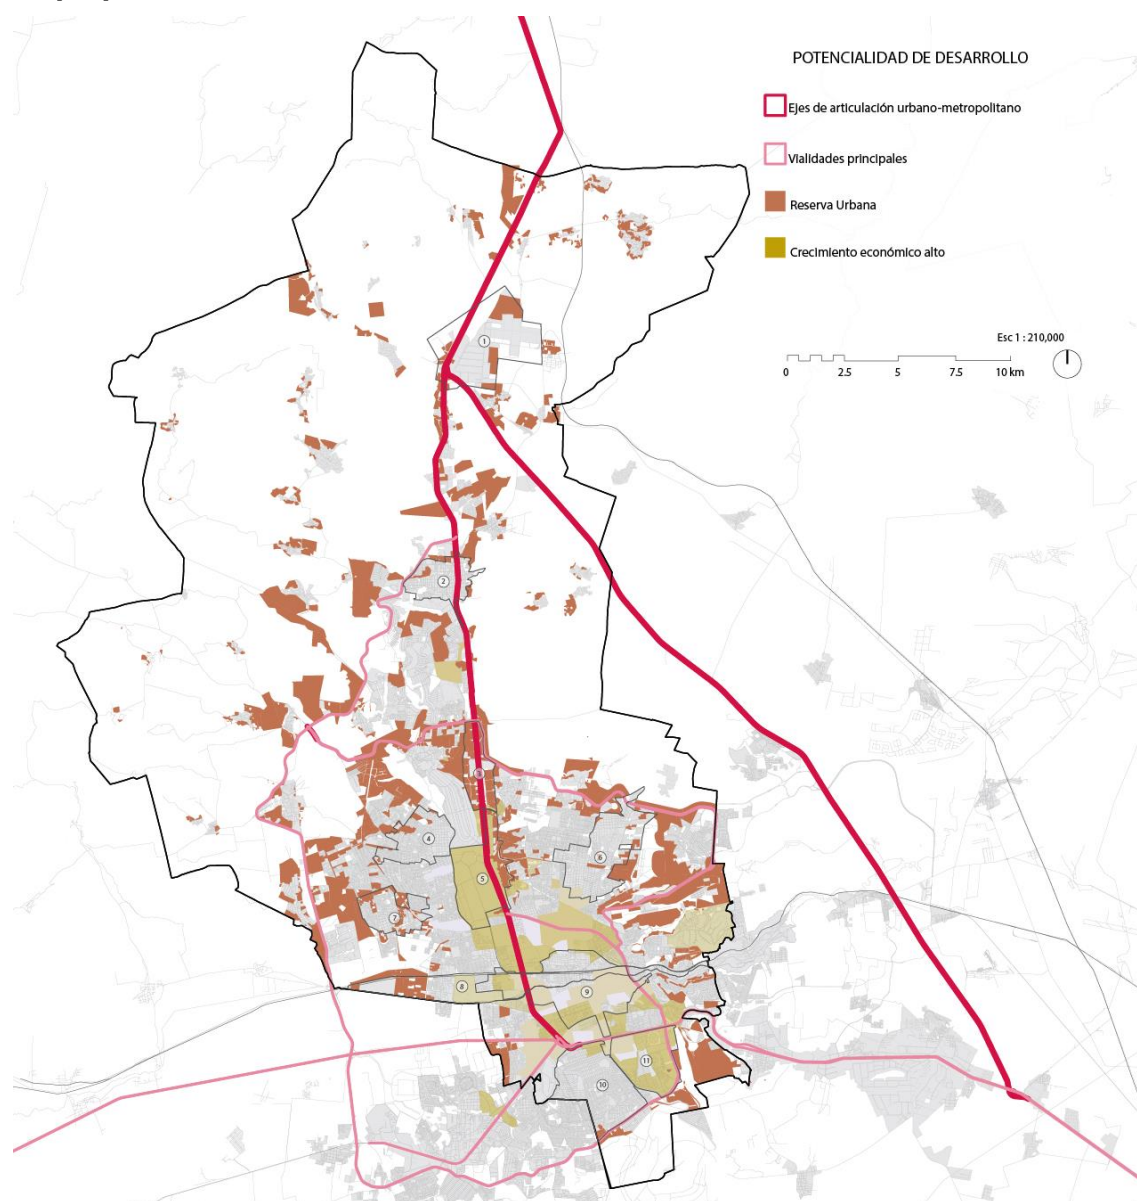 POTENCIALIDAD DE DESARROLLO
Ejes de articulación urbano-metropolitano
Vialidades principales
Reserva Urbana
Crecimiento económico alto
Esc 1 : 210,000
0 2.5 5 7.5 10 km
1
2
3
4
5
6
7
8
9
10
11